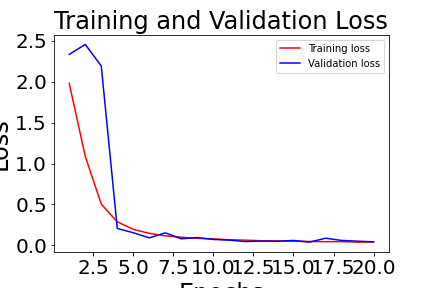 Training and Validation Loss
Training loss
Validation loss
2.5
2.0
1.5
1.0
0.5
0.0
Loss
2.5 5.0 7.5 10.0 12.5 15.0 17.5 20.0
Epochs